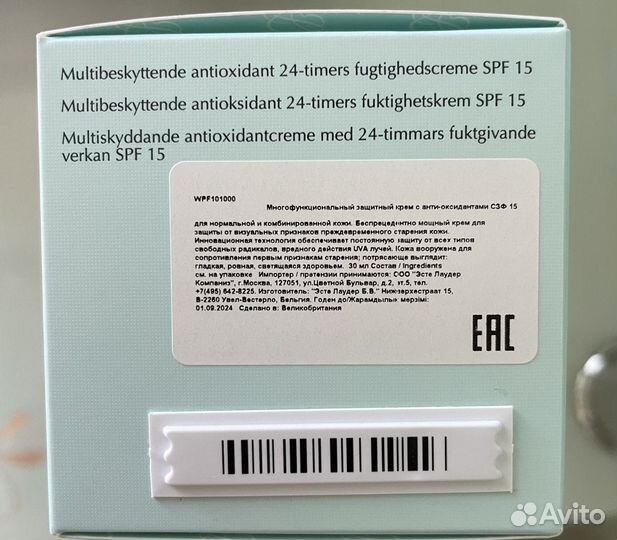 Multibeskyttende antioxidant 24-timers fugtighedscreme SPF 15
Multibeskyttende antioksidant 24-timers fuktighetskrem SPF 15
Multiskyddande antioxidantcreme med 24-timmars fuktgivande
verkan SPF 15
WPF101000
Многофункциональный защитный крем с анти-оксидантами СЗФ 15
для нормальной и комбинированной кожи. Беспрецедентно мощный крем для
защиты от визуальных признаков преждевременного старения кожи.
Инновационная технология обеспечивает постоянную защиту от всех типов
свободных радикалов, вредного действия UVA лучей. Кожа вооружена для
сопротивления первым признакам старения; потрясающе выглядит:
гладкая, ровная, светящаяся здоровьем. 30 мл Состав / Ingredients
см. на упаковке Импортер / претензии принимаются: ООО "Эсте Лаудер
Компаниз", г.Москва, 127051, ул.Цветной Бульвар, д.2, эт.5, тел.
+7(495) 642-8225. Изготовитель: "Эсте Лаудер Б.В." Нижверхестраат 15,
B-2260 Увел-Вестерло, Бельгия. Годен до/Жарамдылық мерзімі:
01.09.2024 Сделано в: Великобритания
EAC
Avito